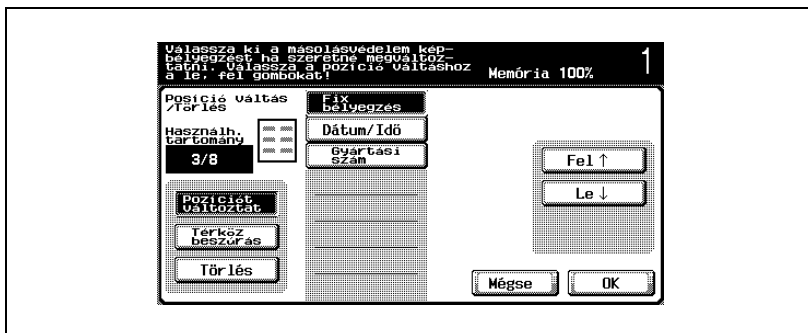 Válassza ki a másolásvédelem kép-
bélyegzést ha szeretné megváltoz-
tatni. Válassza a pozíció váltáshoz
a le, fel gombokat!
Memória 100%
1
Posíció váltás
/Törlés
Használh.
tartomány
3/8
Pozíciót
változtat
Térköz
beszúrás
Törlés
Fix
bélyegzés
Dátum/Idö
Gyártási
szám
Fel ↑
Le ↓
Mégse
OK